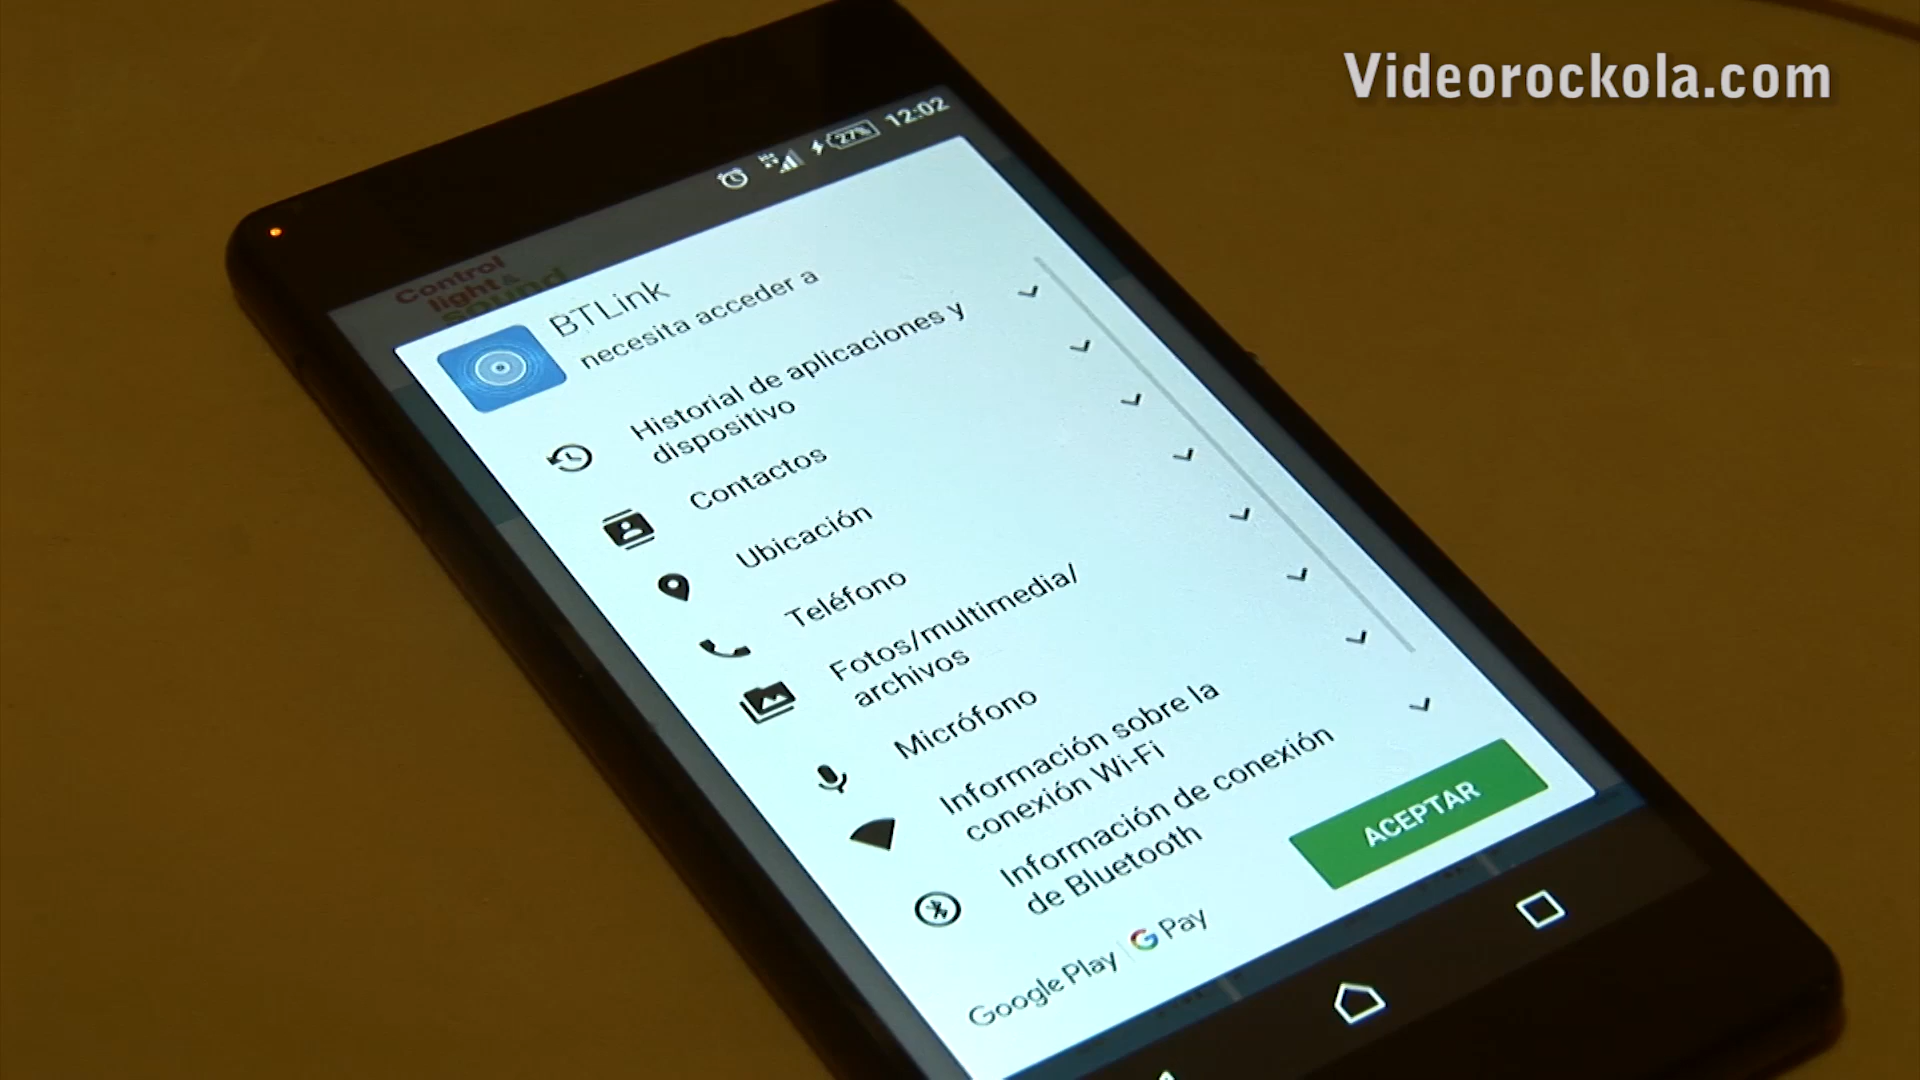 Videorockola.com
27%
12:02
Control
light &
sound
BTLink
necesita acceder a
Historial de aplicaciones y
dispositivo
Contactos
Ubicación
Teléfono
Fotos/multimedia/
archivos
Micrófono
Información sobre la
conexión Wi-Fi
Información de conexión
de Bluetooth
ACEPTAR
Google Play
G Pay